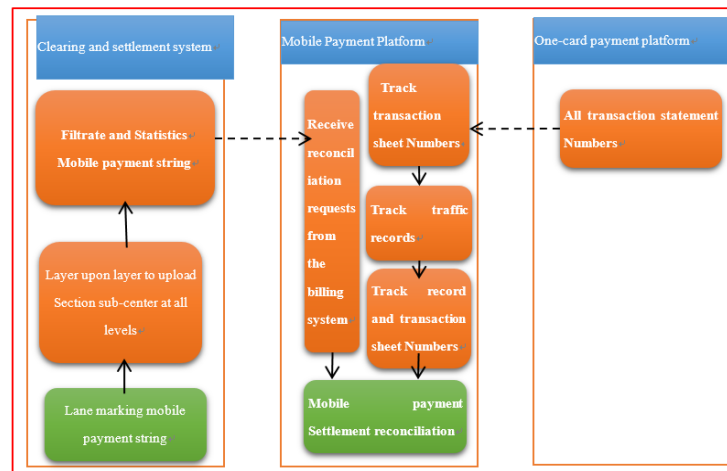 Clearing and settlement system
Filtrate and Statistics
Mobile payment string
Layer upon layer to upload
Section sub-center at all
levels
Lane marking mobile
payment string
Mobile Payment Platform
Receive
reconcil
iation
requests
from
the
billing
system
Track
transaction
sheet Numbers
Track traffic
records
Track record
and transaction
sheet Numbers
Mobile payment
Settlement reconciliation
One-card payment platform
All transaction statement
Numbers